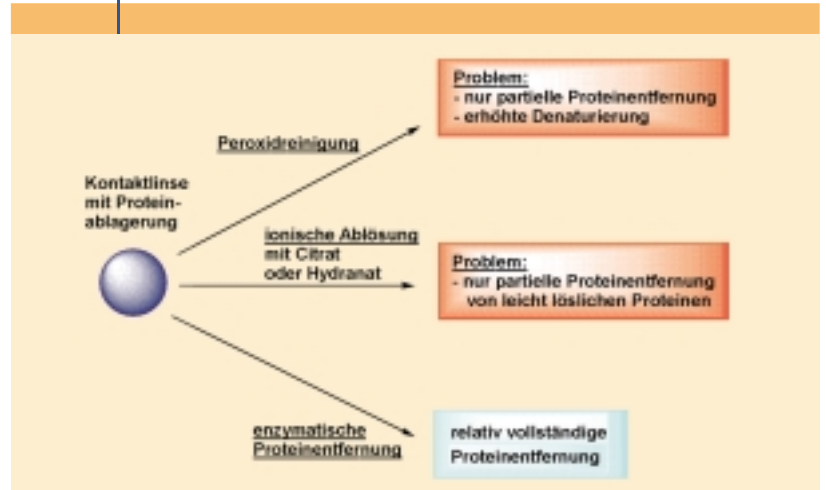 Problem:
- nur partielle Proteinentfernung
- erhöhte Denaturierung
Peroxidreinigung
Kontaktlinse
mit Protein-
ablagerung
ionische Ablösung
mit Citrat
oder Hydranat
Problem:
- nur partielle Proteinentfernung
von leicht löslichen Proteinen
enzymatische
Proteinentfernung
relativ vollständige
Proteinentfernung